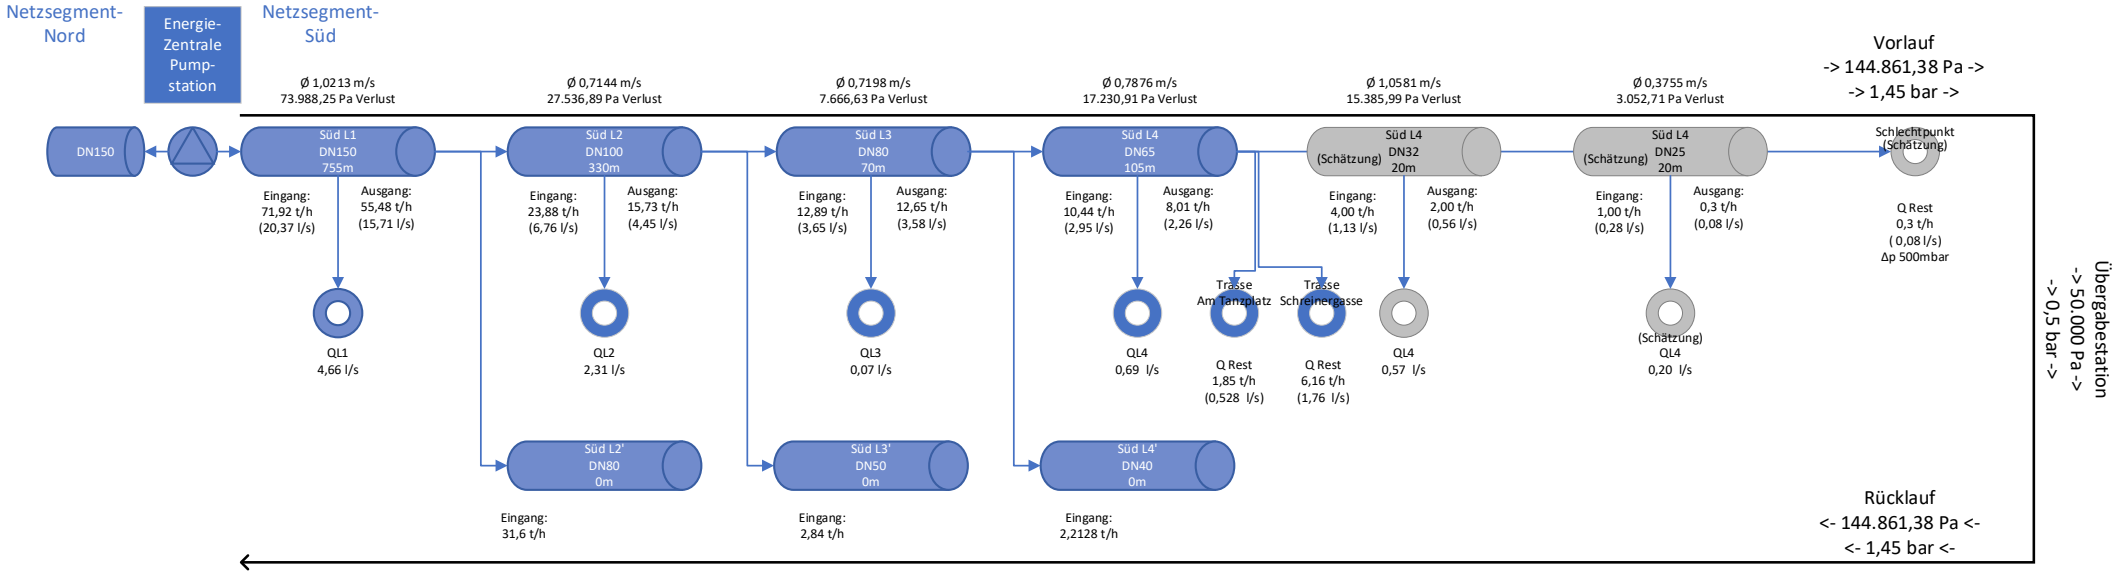 Netzsegment-
Nord
Energie-
Zentrale
Pump-
station
Netzsegment-
Süd
Ø 1,0213 m/s
73.988,25 Pa Verlust
Ø 0,7144 m/s
27.536,89 Pa Verlust
Ø 0,7198 m/s
7.666,63 Pa Verlust
Ø 0,7876 m/s
17.230,91 Pa Verlust
Ø 1,0581 m/s
15.385,99 Pa Verlust
Ø 0,3755 m/s
3.052,71 Pa Verlust
Vorlauf
-> 144.861,38 Pa ->
-> 1,45 bar ->
DN150
Süd L1
DN150
755m
Süd L2
DN100
330m
Süd L3
DN80
70m
Süd L4
DN65
105m
Süd L4
DN32
(Schätzung)
20m
Süd L4
DN25
(Schätzung)
20m
Schlechtpunkt
(Schätzung)
Eingang:
71,92 t/h
(20,37 l/s)
Ausgang:
55,48 t/h
(15,71 l/s)
Eingang:
23,88 t/h
(6,76 l/s)
Ausgang:
15,73 t/h
(4,45 l/s)
Eingang:
12,89 t/h
(3,65 l/s)
Ausgang:
12,65 t/h
(3,58 l/s)
Eingang:
10,44 t/h
(2,95 l/s)
Ausgang:
8,01 t/h
(2,26 l/s)
Eingang:
4,00 t/h
(1,13 l/s)
Ausgang:
2,00 t/h
(0,56 l/s)
Eingang:
1,00 t/h
(0,28 l/s)
Ausgang:
0,3 t/h
(0,08 l/s)
Q Rest
0,3 t/h
( 0,08 l/s)
Δp 500mbar
Übergabestation
-> 50.000 Pa ->
-> 0,5 bar ->
QL1
4,66 l/s
QL2
2,31 l/s
QL3
0,07 l/s
QL4
0,69 l/s
Trasse
Am Tanzplatz
Q Rest
1,85 t/h
(0,528 l/s)
Trasse
Schreinergasse
Q Rest
6,16 t/h
(1,76 l/s)
QL4
0,57 l/s
(Schätzung)
QL4
0,20 l/s
Süd L2'
DN80
0m
Süd L3'
DN50
0m
Süd L4'
DN40
0m
Eingang:
31,6 t/h
Eingang:
2,84 t/h
Eingang:
2,2128 t/h
Rücklauf
<- 144.861,38 Pa <-
<- 1,45 bar <-